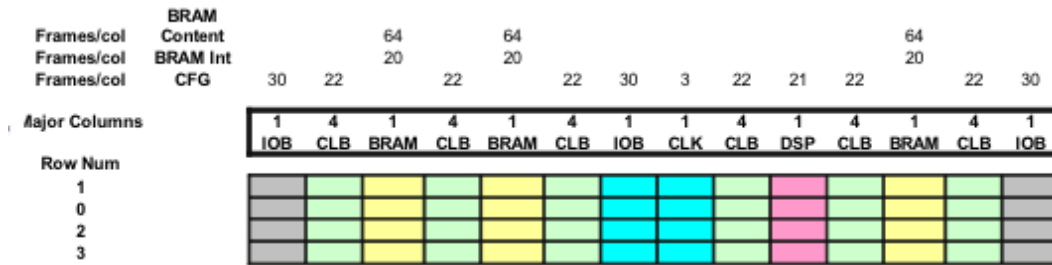 BRAM
Frames/col Content 64 64 64
Frames/col BRAM Int 20 20 20
Frames/col CFG 30 22 22 22 30 3 22 21 22 22 30
Major Columns 1 4 1 4 1 4 1 1 4 1 4 1 4 1
IOB CLB BRAM CLB BRAM CLB IOB CLK CLB DSP CLB BRAM CLB IOB
Row Num
1
0
2
3